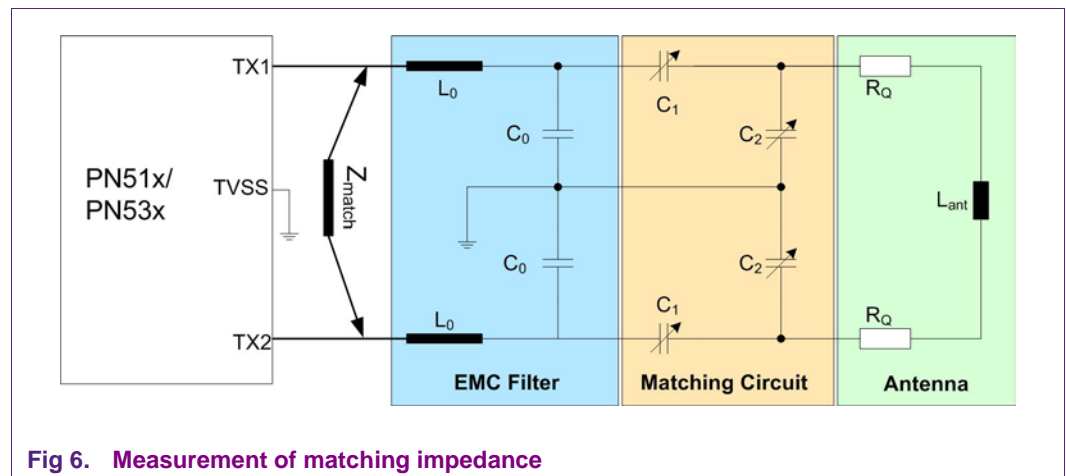 TX1
L0
C1
RQ
C0
C2
PN51x/
PN53x
TVSS
Zmatch
Lant
C0
C2
C1
RQ
L0
TX2
EMC Filter
Matching Circuit
Antenna
Fig 6. Measurement of matching impedance